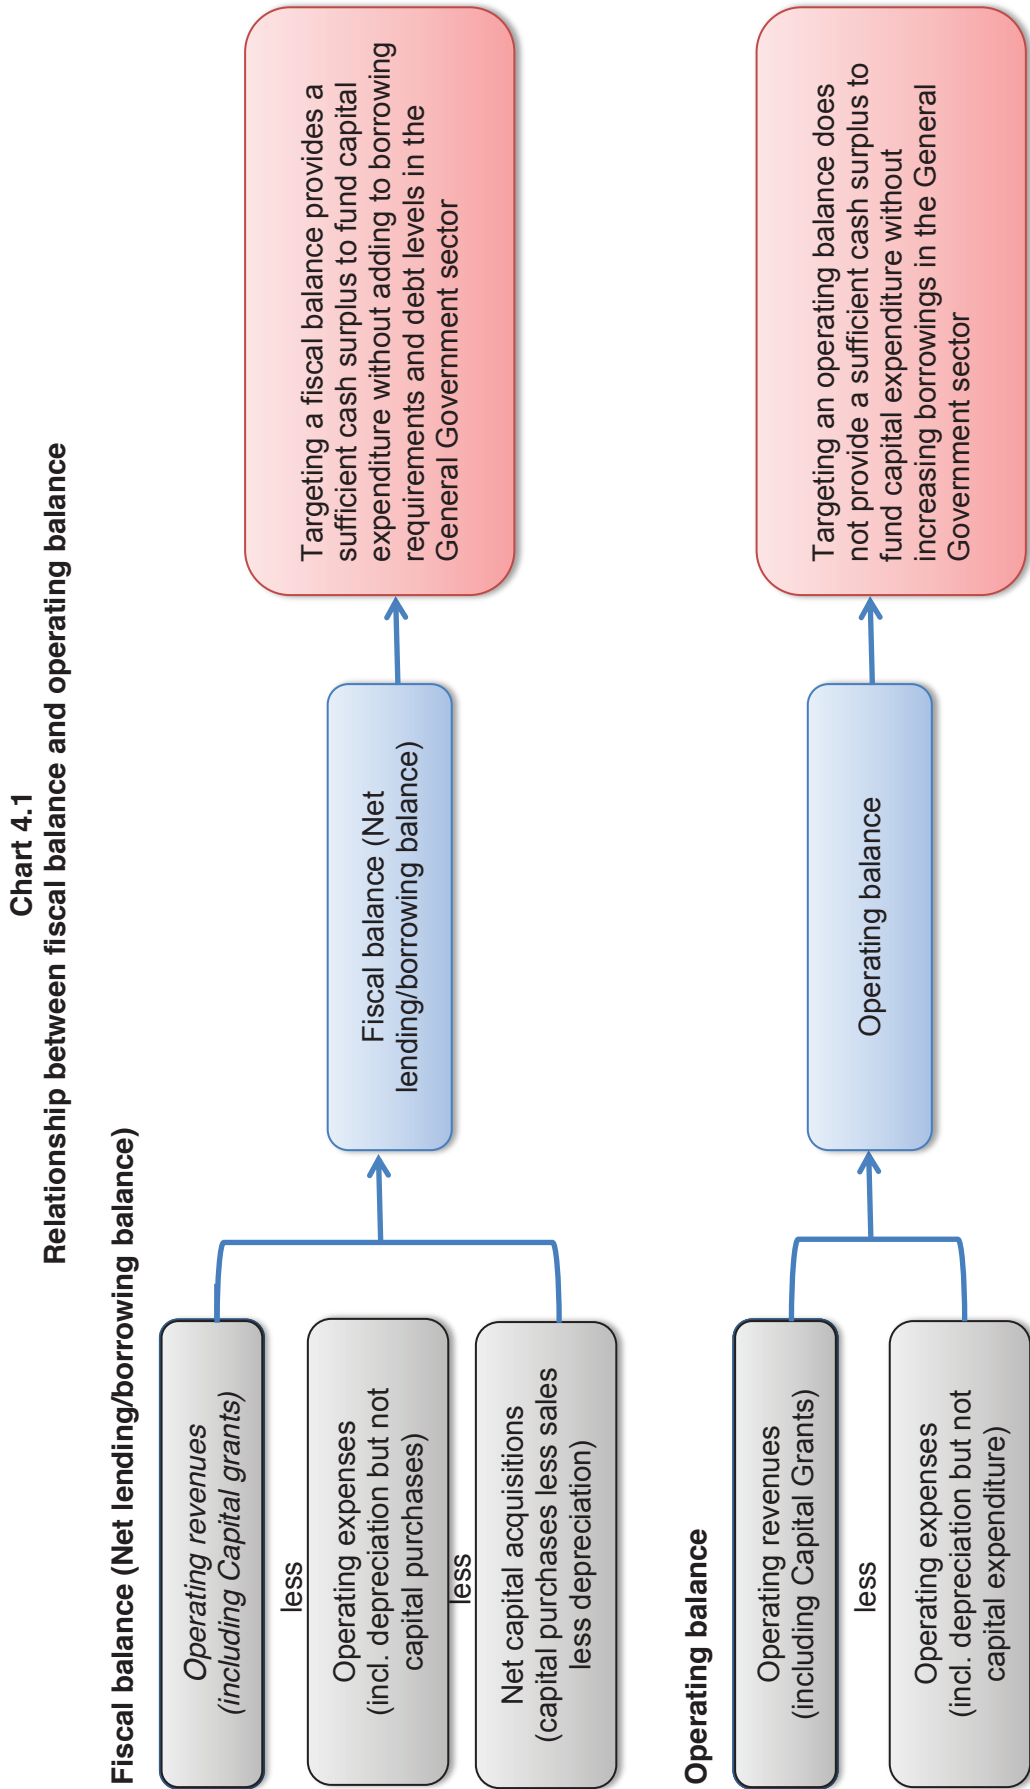 Chart 4.1
Relationship between fiscal balance and operating balance
Fiscal balance (Net lending/borrowing balance)
Operating revenues
(including Capital grants)
less
Operating expenses
(incl. depreciation but not
capital purchases)
less
Net capital acquisitions
(capital purchases less sales
less depreciation)
Fiscal balance (Net
lending/borrowing balance)
Targeting a fiscal balance provides a
sufficient cash surplus to fund capital
expenditure without adding to borrowing
requirements and debt levels in the
General Government sector
Operating balance
Operating revenues
(including Capital Grants)
less
Operating expenses
(incl. depreciation but not
capital expenditure)
Operating balance
Targeting an operating balance does
not provide a sufficient cash surplus to
fund capital expenditure without
increasing borrowings in the General
Government sector